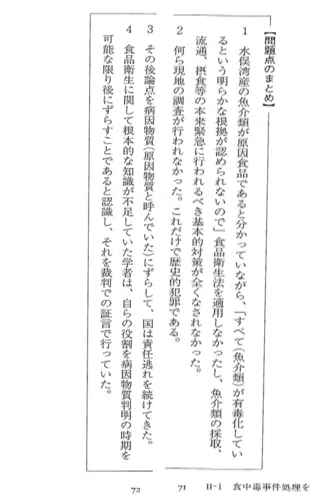 【問題点のまとめ】
1 水俣湾産の魚介類が原因食品であると分かっていながら、「すべて(魚介類)が有毒化してい
るという明らかな根拠が認められないので」食品衛生法を適用しなかったし、魚介類の採取、
流通、摂食等の本来緊急に行われるべき基本的対策が全くなされなかった。
2 何ら現地の調査が行われなかった。これだけで歴史的犯罪である。
3 その後論点を病因物質(原因物質と呼んでいた)にずらして、国は責任逃れを続けてきた。
4 食品衛生に関して根本的な知識が不足していた学者は、自らの役割を病因物質判明の時期を
可能な限り後にずらすことであると認識し、それを裁判での証言で行っていた。
71 II-1 食中毒事件処理を
72